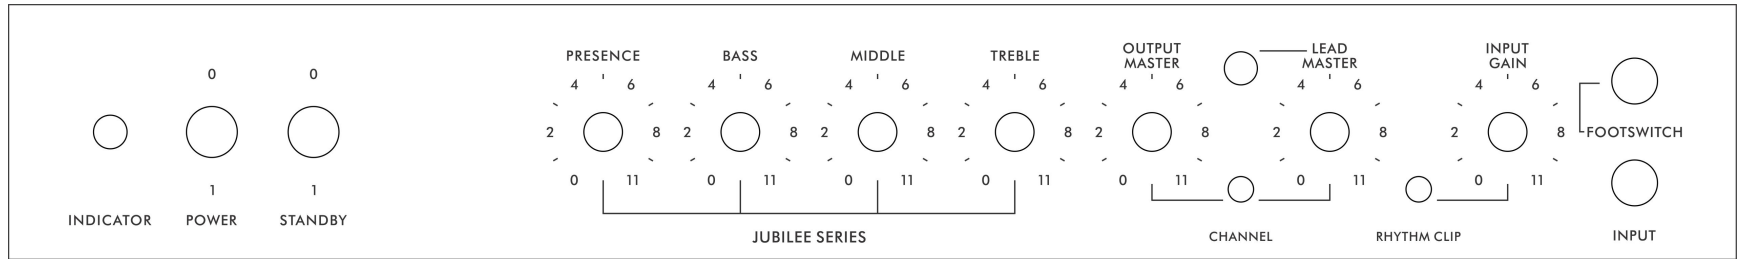 PRESENCE BASS MIDDLE TREBLE OUTPUT MASTER LEAD MASTER INPUT GAIN
0 0 4 6 4 6 4 6 4 6 4 6 4 6 4 6
2 8 2 8 2 8 2 8 2 8 2 8 2 8 FOOTSWITCH
1 1 0 11 0 11 0 11 0 11 0 11 0 11 0 11
INDICATOR POWER STANDBY JUBILEE SERIES CHANNEL RHYTHM CLIP INPUT